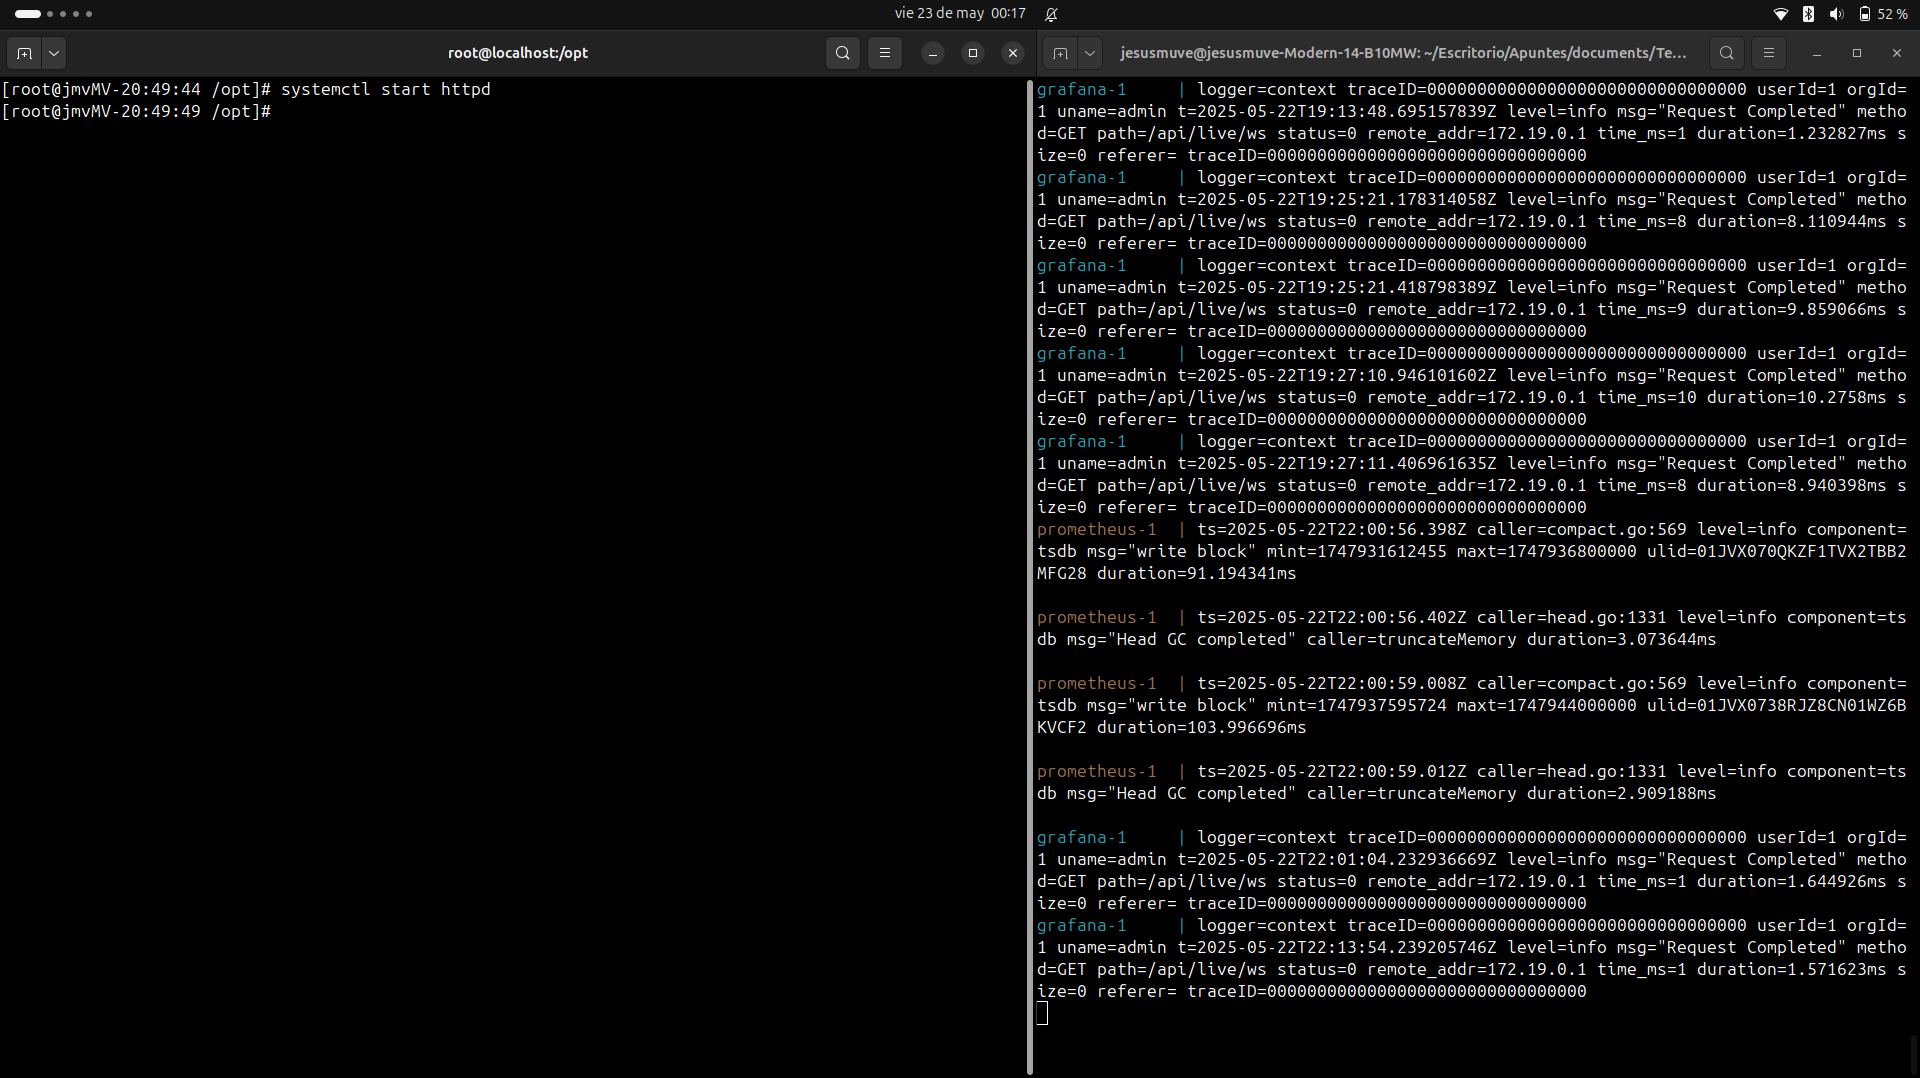 vie 23 de may 00:17
52 %
root@localhost:/opt
[root@jmvMV-20:49:44 /opt]# systemctl start httpd
[root@jmvMV-20:49:49 /opt]#
jesusmuve@jesusmuve-Modern-14-B10MW: ~/Escritorio/Apuntes/documents/Te...
grafana-1     | logger=context traceID=00000000000000000000000000000000 userId=1 orgId=
1 uname=admin t=2025-05-22T19:13:48.695157839Z level=info msg="Request Completed" metho
d=GET path=/api/live/ws status=0 remote_addr=172.19.0.1 time_ms=1 duration=1.232827ms s
ize=0 referer= traceID=00000000000000000000000000000000
grafana-1     | logger=context traceID=00000000000000000000000000000000 userId=1 orgId=
1 uname=admin t=2025-05-22T19:25:21.178314058Z level=info msg="Request Completed" metho
d=GET path=/api/live/ws status=0 remote_addr=172.19.0.1 time_ms=8 duration=8.110944ms s
ize=0 referer= traceID=00000000000000000000000000000000
grafana-1     | logger=context traceID=00000000000000000000000000000000 userId=1 orgId=
1 uname=admin t=2025-05-22T19:25:21.418798389Z level=info msg="Request Completed" metho
d=GET path=/api/live/ws status=0 remote_addr=172.19.0.1 time_ms=9 duration=9.859066ms s
ize=0 referer= traceID=00000000000000000000000000000000
grafana-1     | logger=context traceID=00000000000000000000000000000000 userId=1 orgId=
1 uname=admin t=2025-05-22T19:27:10.946101602Z level=info msg="Request Completed" metho
d=GET path=/api/live/ws status=0 remote_addr=172.19.0.1 time_ms=10 duration=10.2758ms s
ize=0 referer= traceID=00000000000000000000000000000000
grafana-1     | logger=context traceID=00000000000000000000000000000000 userId=1 orgId=
1 uname=admin t=2025-05-22T19:27:11.406961635Z level=info msg="Request Completed" metho
d=GET path=/api/live/ws status=0 remote_addr=172.19.0.1 time_ms=8 duration=8.940398ms s
ize=0 referer= traceID=00000000000000000000000000000000
prometheus-1  | ts=2025-05-22T22:00:56.398Z caller=compact.go:569 level=info component=
tsdb msg="write block" mint=1747931612455 maxt=1747936800000 ulid=01JVX070QKZF1TVX2TBB2
MFG28 duration=91.194341ms
prometheus-1  | ts=2025-05-22T22:00:56.402Z caller=head.go:1331 level=info component=ts
db msg="Head GC completed" caller=truncateMemory duration=3.073644ms
prometheus-1  | ts=2025-05-22T22:00:59.008Z caller=compact.go:569 level=info component=
tsdb msg="write block" mint=1747937595724 maxt=1747944000000 ulid=01JVX0738RJZ8CN01WZ6B
KVCF2 duration=103.996696ms
prometheus-1  | ts=2025-05-22T22:00:59.012Z caller=head.go:1331 level=info component=ts
db msg="Head GC completed" caller=truncateMemory duration=2.909188ms
grafana-1     | logger=context traceID=00000000000000000000000000000000 userId=1 orgId=
1 uname=admin t=2025-05-22T22:01:04.232936669Z level=info msg="Request Completed" metho
d=GET path=/api/live/ws status=0 remote_addr=172.19.0.1 time_ms=1 duration=1.644926ms s
ize=0 referer= traceID=00000000000000000000000000000000
grafana-1     | logger=context traceID=00000000000000000000000000000000 userId=1 orgId=
1 uname=admin t=2025-05-22T22:13:54.239205746Z level=info msg="Request Completed" metho
d=GET path=/api/live/ws status=0 remote_addr=172.19.0.1 time_ms=1 duration=1.571623ms s
ize=0 referer= traceID=00000000000000000000000000000000